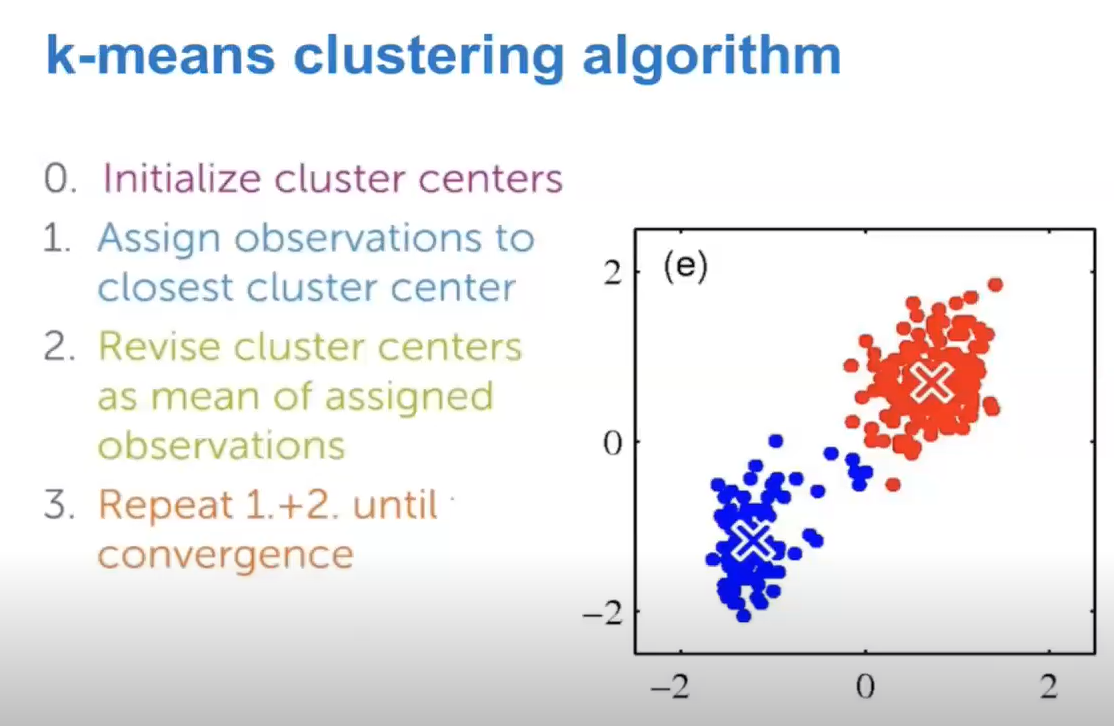 k-means clustering algorithm
0. Initialize cluster centers
1. Assign observations to
closest cluster center
2. Revise cluster centers
as mean of assigned
observations
3. Repeat 1.+2. until
convergence
(e)
2
0
−2
−2 0 2